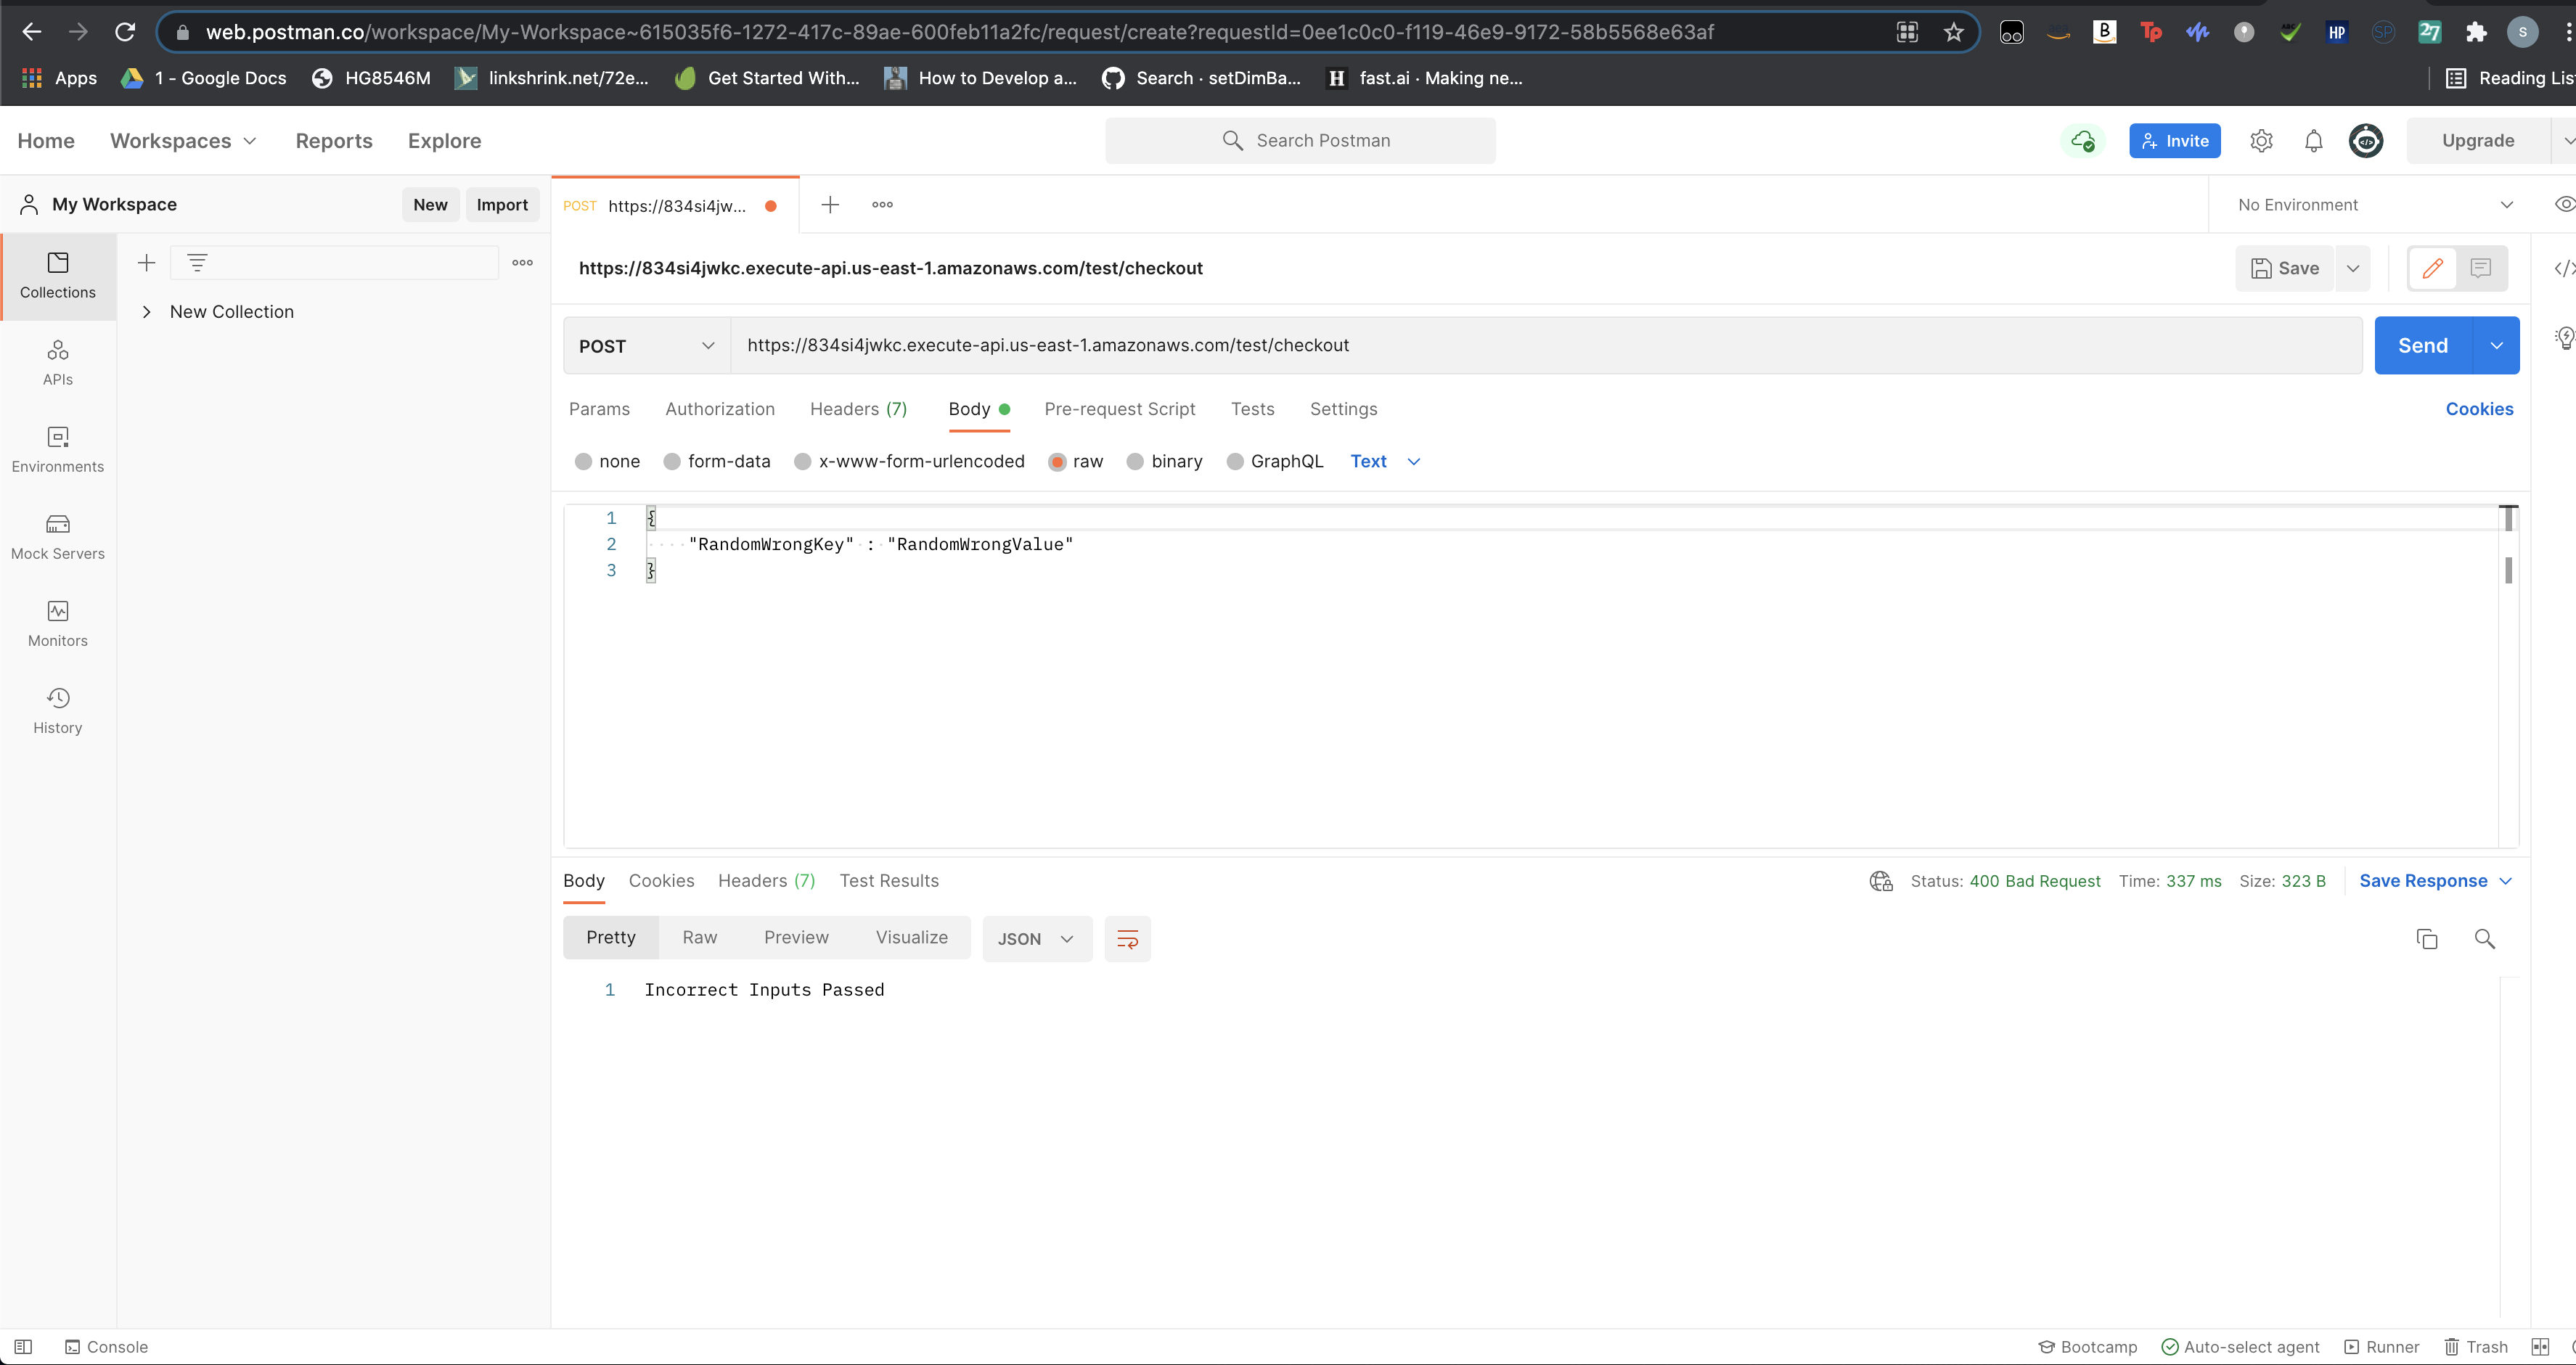 web.postman.co/workspace/My-Workspace~615035f6-1272-417c-89ae-600feb11a2fc/request/create?requestId=0ee1c0c0-f119-46e9-9172-58b5568e63af
Apps 1 - Google Docs HG8546M linkshrink.net/72e... Get Started With... How to Develop a... Search · setDimBa... fast.ai · Making ne... Reading Lis
Home Workspaces Reports Explore Search Postman Invite Upgrade
My Workspace New Import POST https://834si4jw... No Environment
Collections
New Collection
APIs
Environments
Mock Servers
Monitors
History
https://834si4jwkc.execute-api.us-east-1.amazonaws.com/test/checkout Save
POST https://834si4jwkc.execute-api.us-east-1.amazonaws.com/test/checkout Send
Params Authorization Headers (7) Body Pre-request Script Tests Settings Cookies
none form-data x-www-form-urlencoded raw binary GraphQL Text
1 {
2 "RandomWrongKey" : "RandomWrongValue"
3 }
Body Cookies Headers (7) Test Results Status: 400 Bad Request Time: 337 ms Size: 323 B Save Response
Pretty Raw Preview Visualize JSON
1 Incorrect Inputs Passed
Console Bootcamp Auto-select agent Runner Trash